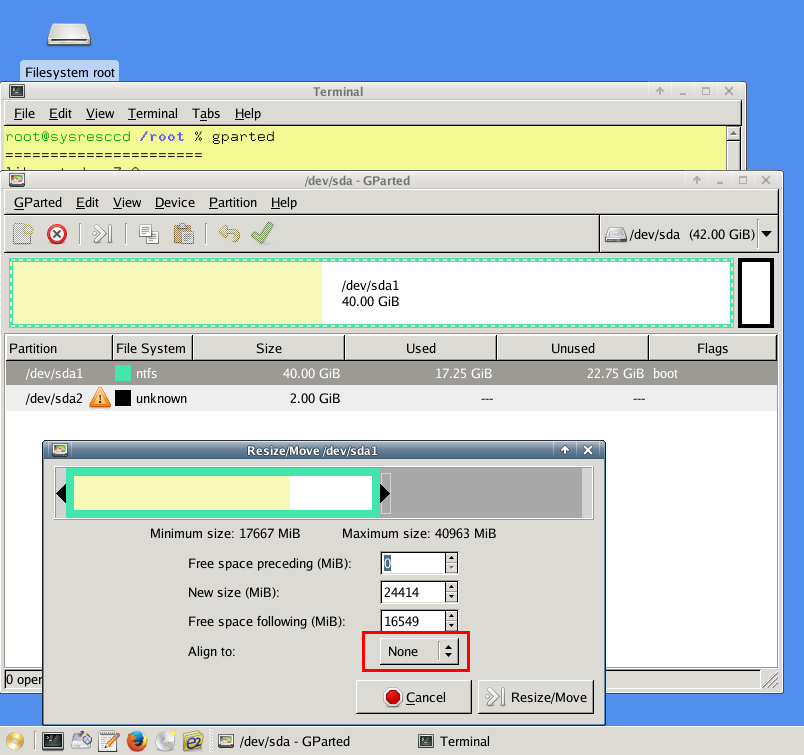 Filesystem root
Terminal
File Edit View Terminal Tabs Help
root@sysresccd /root % gparted
======================
/dev/sda - GParted
GParted Edit View Device Partition Help
/dev/sda (42.00 GiB)
/dev/sda1
40.00 GiB
Partition File System Size Used Unused Flags
/dev/sda1 ntfs 40.00 GiB 17.25 GiB 22.75 GiB boot
/dev/sda2 unknown 2.00 GiB --- ---
Resize/Move /dev/sda1
Minimum size: 17667 MiB Maximum size: 40963 MiB
Free space preceding (MiB): 0
New size (MiB): 24414
Free space following (MiB): 16549
Align to: None
0 oper
Cancel Resize/Move
/dev/sda - GParted Terminal